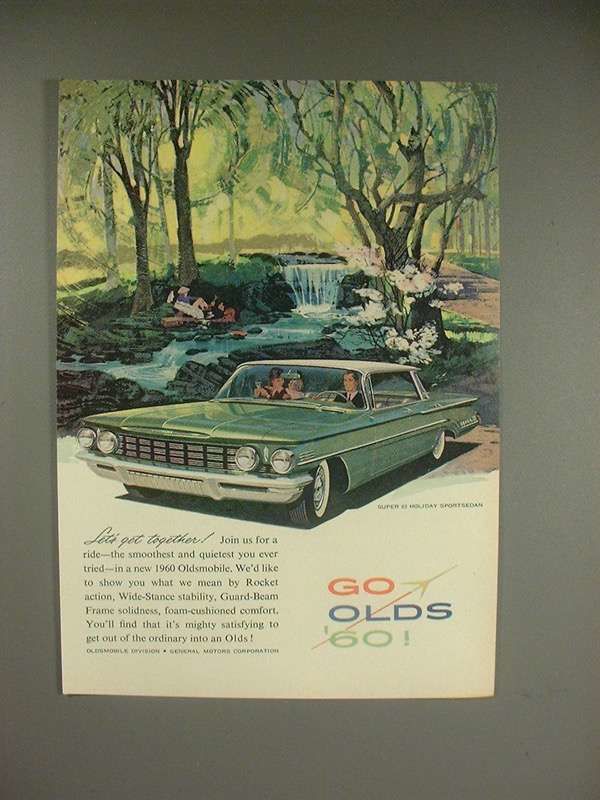 SUPER 88 HOLIDAY SPORTSEDAN
Let's get together! Join us for a
ride—the smoothest and quietest you ever
tried—in a new 1960 Oldsmobile. We'd like
to show you what we mean by Rocket
action, Wide-Stance stability, Guard-Beam
Frame solidness, foam-cushioned comfort.
You'll find that it's mighty satisfying to
get out of the ordinary into an Olds!
OLDSMOBILE DIVISION • GENERAL MOTORS CORPORATION
GO
OLDS
'60!